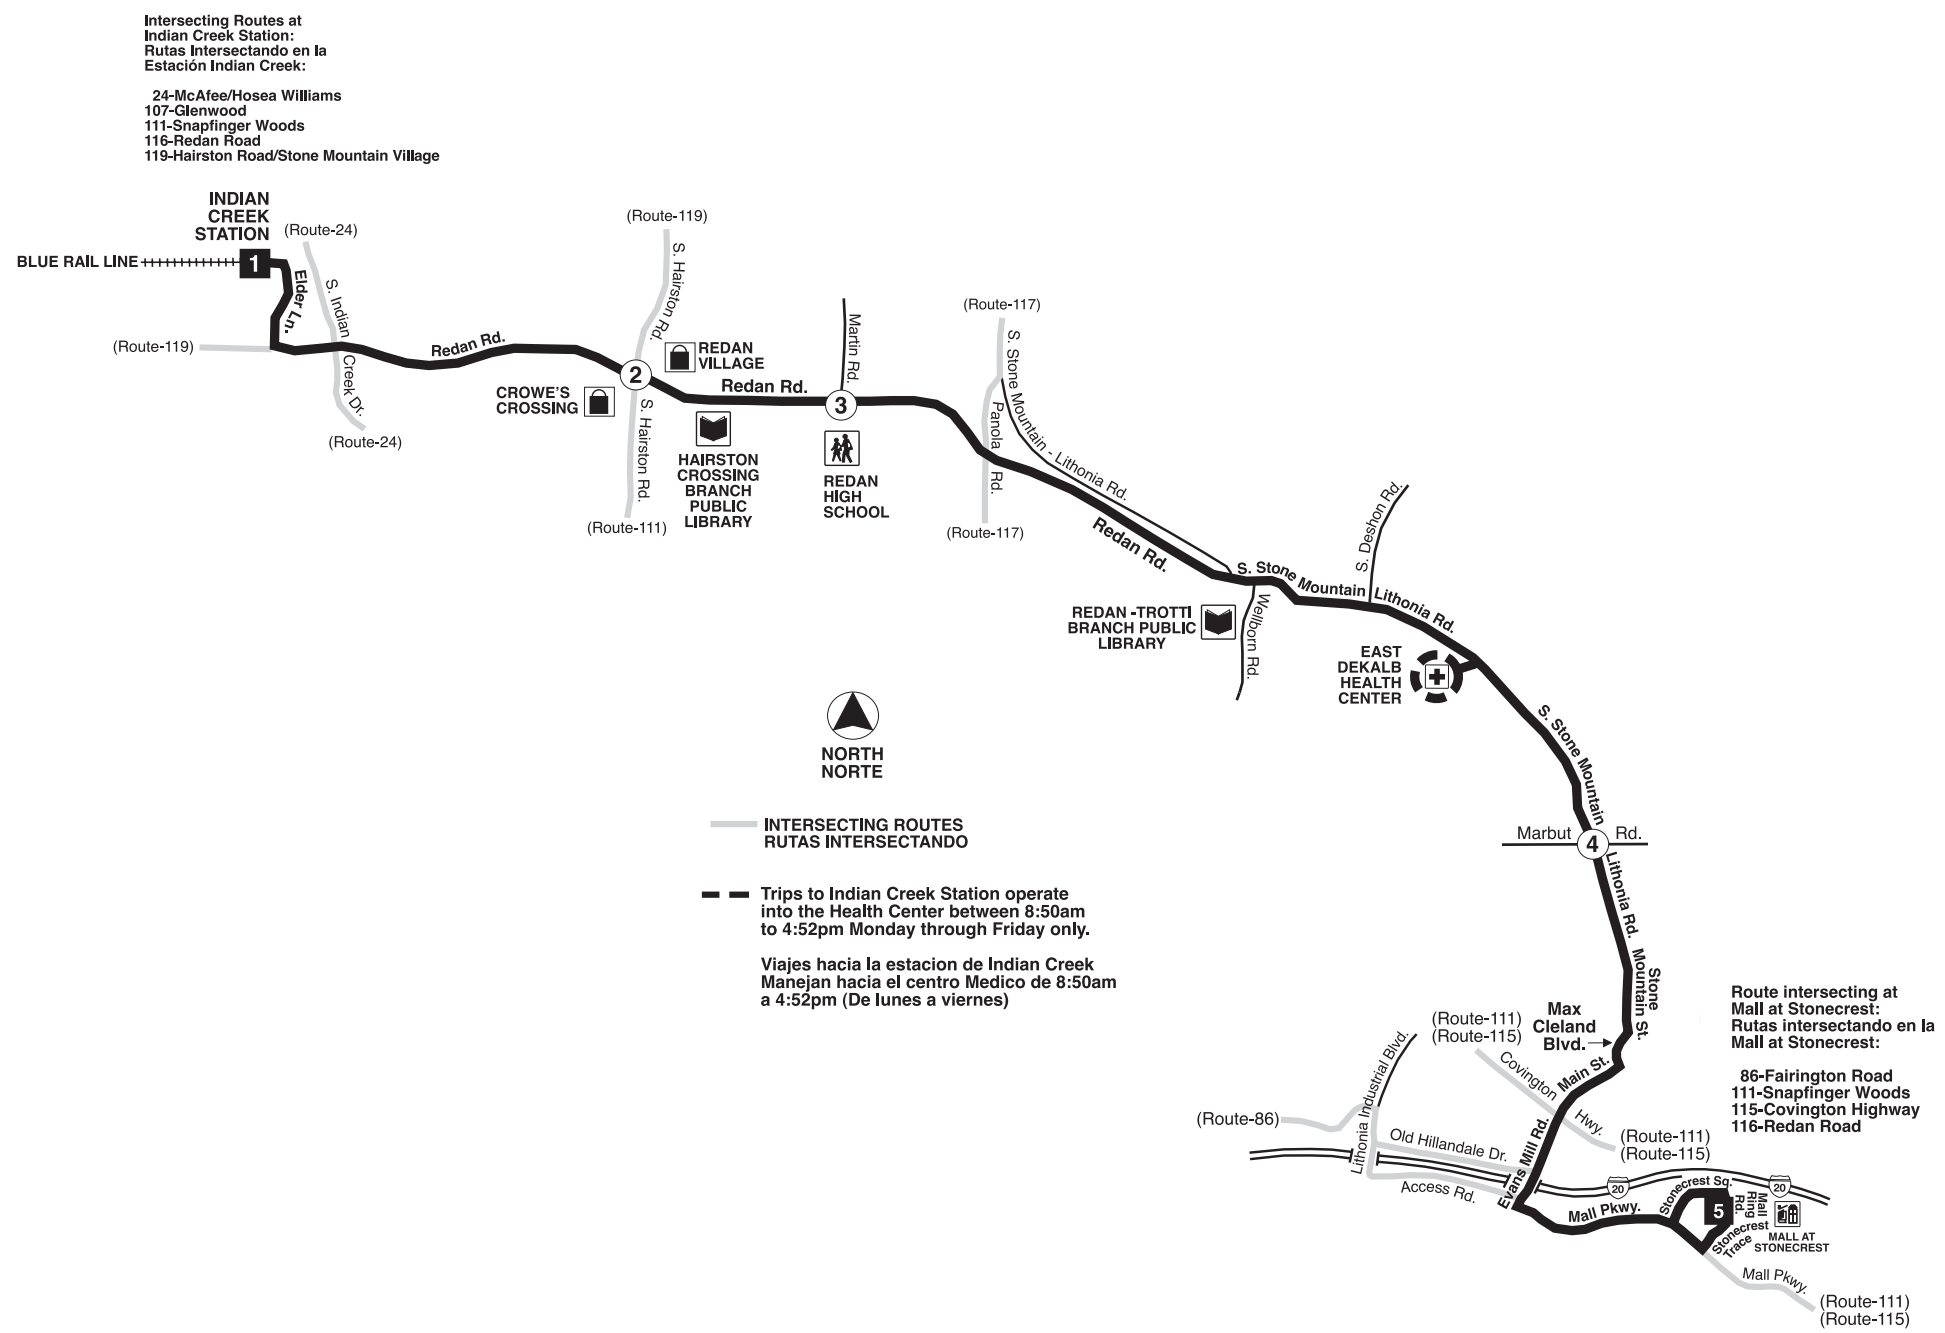 Intersecting Routes at
Indian Creek Station:
Rutas Intersectando en la
Estación Indian Creek:
24-McAfee/Hosea Williams
107-Glenwood
111-Snapfinger Woods
116-Redan Road
119-Hairston Road/Stone Mountain Village
INDIAN
CREEK
STATION
(Route-24)
BLUE RAIL LINE
1
Elder Ln.
S. Indian Creek Dr.
(Route-119)
(Route-24)
Redan Rd.
(Route-119)
S. Hairston Rd.
2
REDAN
VILLAGE
CROWE'S
CROSSING
S. Hairston Rd.
(Route-111)
Redan Rd.
HAIRSTON
CROSSING
BRANCH
PUBLIC
LIBRARY
Martin Rd.
3
REDAN
HIGH
SCHOOL
(Route-117)
S. Stone Mountain - Lithonia Rd.
Panola Rd.
(Route-117)
Redan Rd.
S. Stone Mountain Lithonia Rd.
S. Deshon Rd.
REDAN -TROTTI
BRANCH PUBLIC
LIBRARY
Wellborn Rd.
EAST
DEKALB
HEALTH
CENTER
NORTH
NORTE
INTERSECTING ROUTES
RUTAS INTERSECTANDO
Trips to Indian Creek Station operate
into the Health Center between 8:50am
to 4:52pm Monday through Friday only.
Viajes hacia la estacion de Indian Creek
Manejan hacia el centro Medico de 8:50am
a 4:52pm (De lunes a viernes)
S. Stone Mountain Lithonia Rd.
Marbut Rd.
4
Stone
Mountain St.
Max
Cleland
Blvd.
Main St.
(Route-111)
(Route-115)
Covington Hwy.
(Route-111)
(Route-115)
Lithonia Industrial Blvd.
(Route-86)
Old Hillandale Dr.
Access Rd.
Evans Mill Rd.
20
20
Mall Pkwy.
Stonecrest Sq.
5
Mall
Ring
Rd.
Stonecrest
Trace
MALL AT
STONECREST
Mall Pkwy.
(Route-111)
(Route-115)
Route intersecting at
Mall at Stonecrest:
Rutas intersectando en la
Mall at Stonecrest:
86-Fairington Road
111-Snapfinger Woods
115-Covington Highway
116-Redan Road